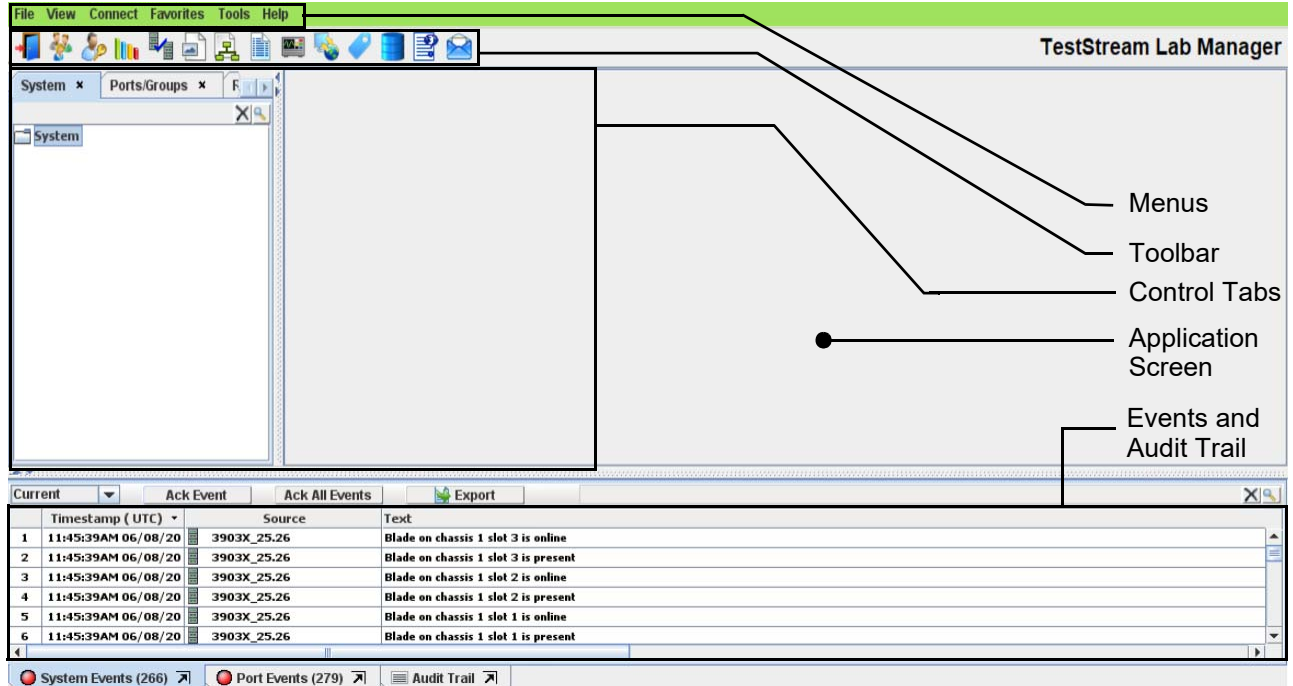 File View Connect Favorites Tools Help
TestStream Lab Manager
System × Ports/Groups ×
System
Menus
Toolbar
Control Tabs
Application
Screen
Events and
Audit Trail
Current Ack Event Ack All Events Export
Timestamp ( UTC) Source Text
1 11:45:39AM 06/08/20 3903X_25.26 Blade on chassis 1 slot 3 is online
2 11:45:39AM 06/08/20 3903X_25.26 Blade on chassis 1 slot 3 is present
3 11:45:39AM 06/08/20 3903X_25.26 Blade on chassis 1 slot 2 is online
4 11:45:39AM 06/08/20 3903X_25.26 Blade on chassis 1 slot 2 is present
5 11:45:39AM 06/08/20 3903X_25.26 Blade on chassis 1 slot 1 is online
6 11:45:39AM 06/08/20 3903X_25.26 Blade on chassis 1 slot 1 is present
System Events (266) Port Events (279) Audit Trail